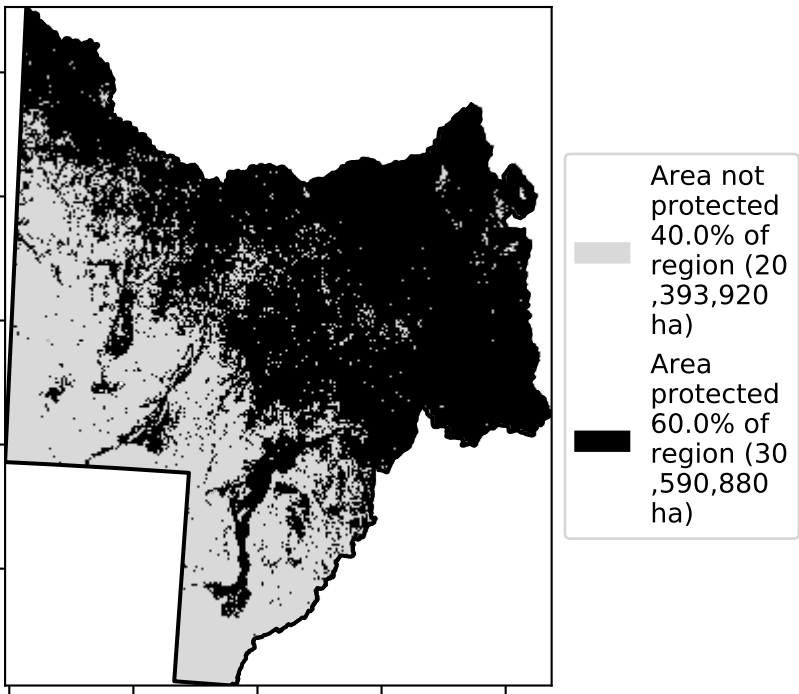 Area not
protected
40.0% of
region (20
,393,920
ha)
Area
protected
60.0% of
region (30
,590,880
ha)